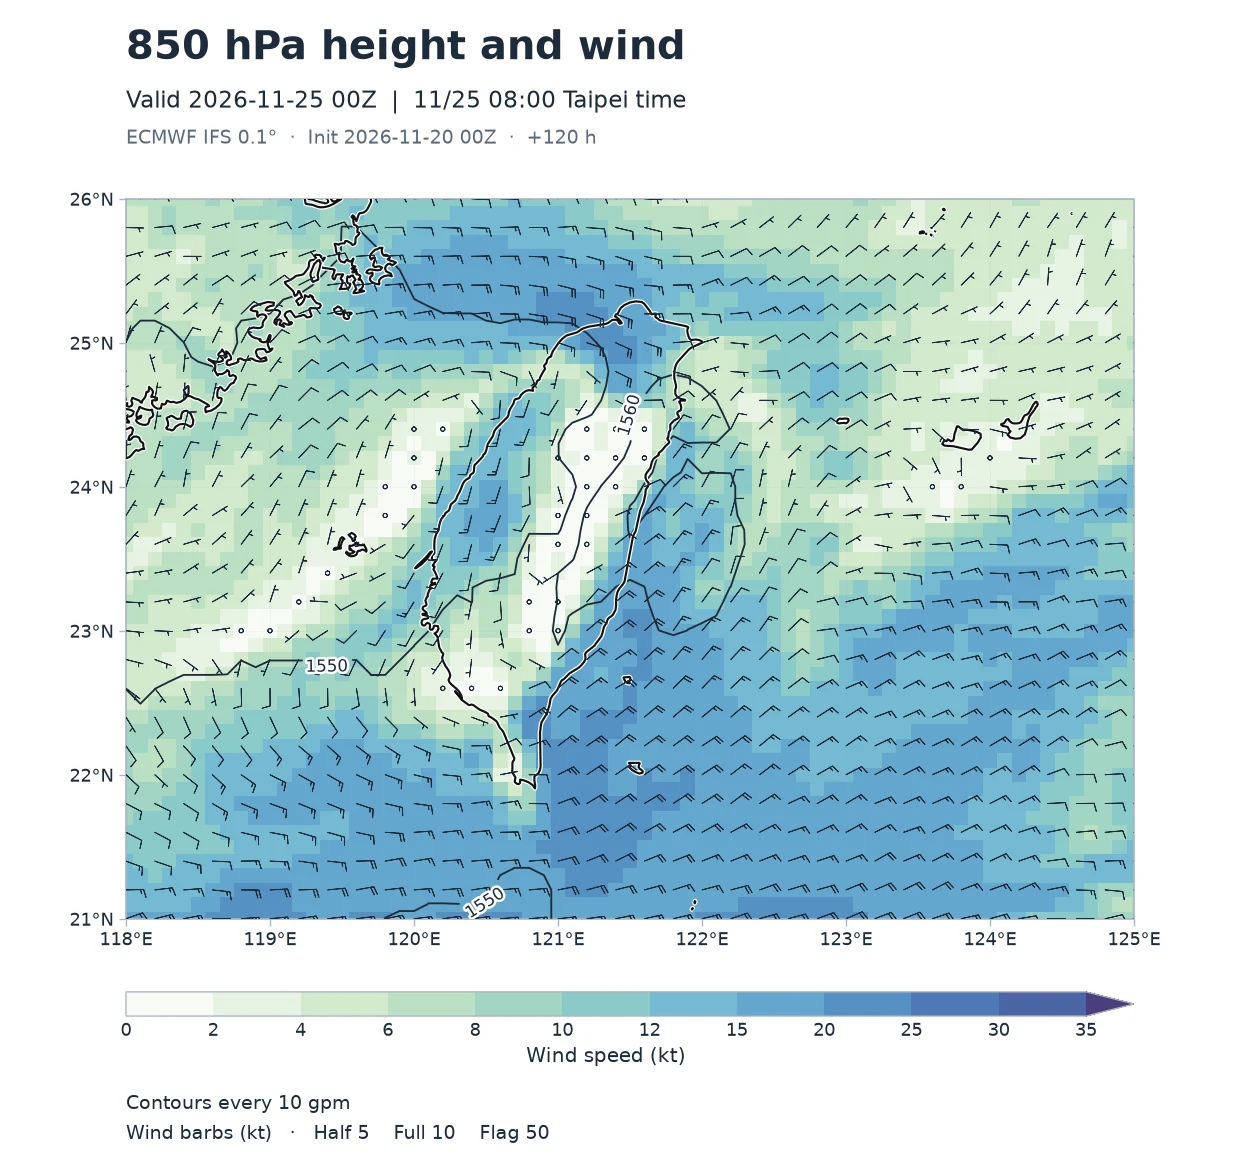 850 hPa height and wind
Valid 2026-11-25 00Z | 11/25 08:00 Taipei time
ECMWF IFS 0.1° · Init 2026-11-20 00Z · +120 h
26°N
25°N
1560
24°N
23°N
1550
22°N
1550
21°N
118°E 119°E 120°E 121°E 122°E 123°E 124°E 125°E
0 2 4 6 8 10 12 15 20 25 30 35
Wind speed (kt)
Contours every 10 gpm
Wind barbs (kt) · Half 5 Full 10 Flag 50